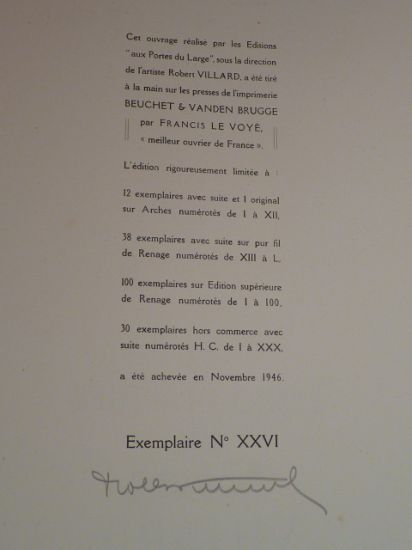 Cet ouvrage réalisé par les Editions
"aux Portes du Large", sous la direction
de l'artiste Robert VILLARD, a été tiré
à la main sur les presses de l'imprimerie
BEUCHET & VANDEN BRUGGE
par FRANCIS LE VOYÉ,
« meilleur ouvrier de France ».
L'édition rigoureusement limitée à :
12 exemplaires avec suite et 1 original
sur Arches numérotés de I à XII,
38 exemplaires avec suite sur pur fil
de Renage numérotés de XIII à L,
100 exemplaires sur Edition supérieure
de Renage numérotés de 1 à 100,
30 exemplaires hors commerce avec
suite numérotés H. C. de I à XXX,
a été achevée en Novembre 1946.
Exemplaire N° XXVI